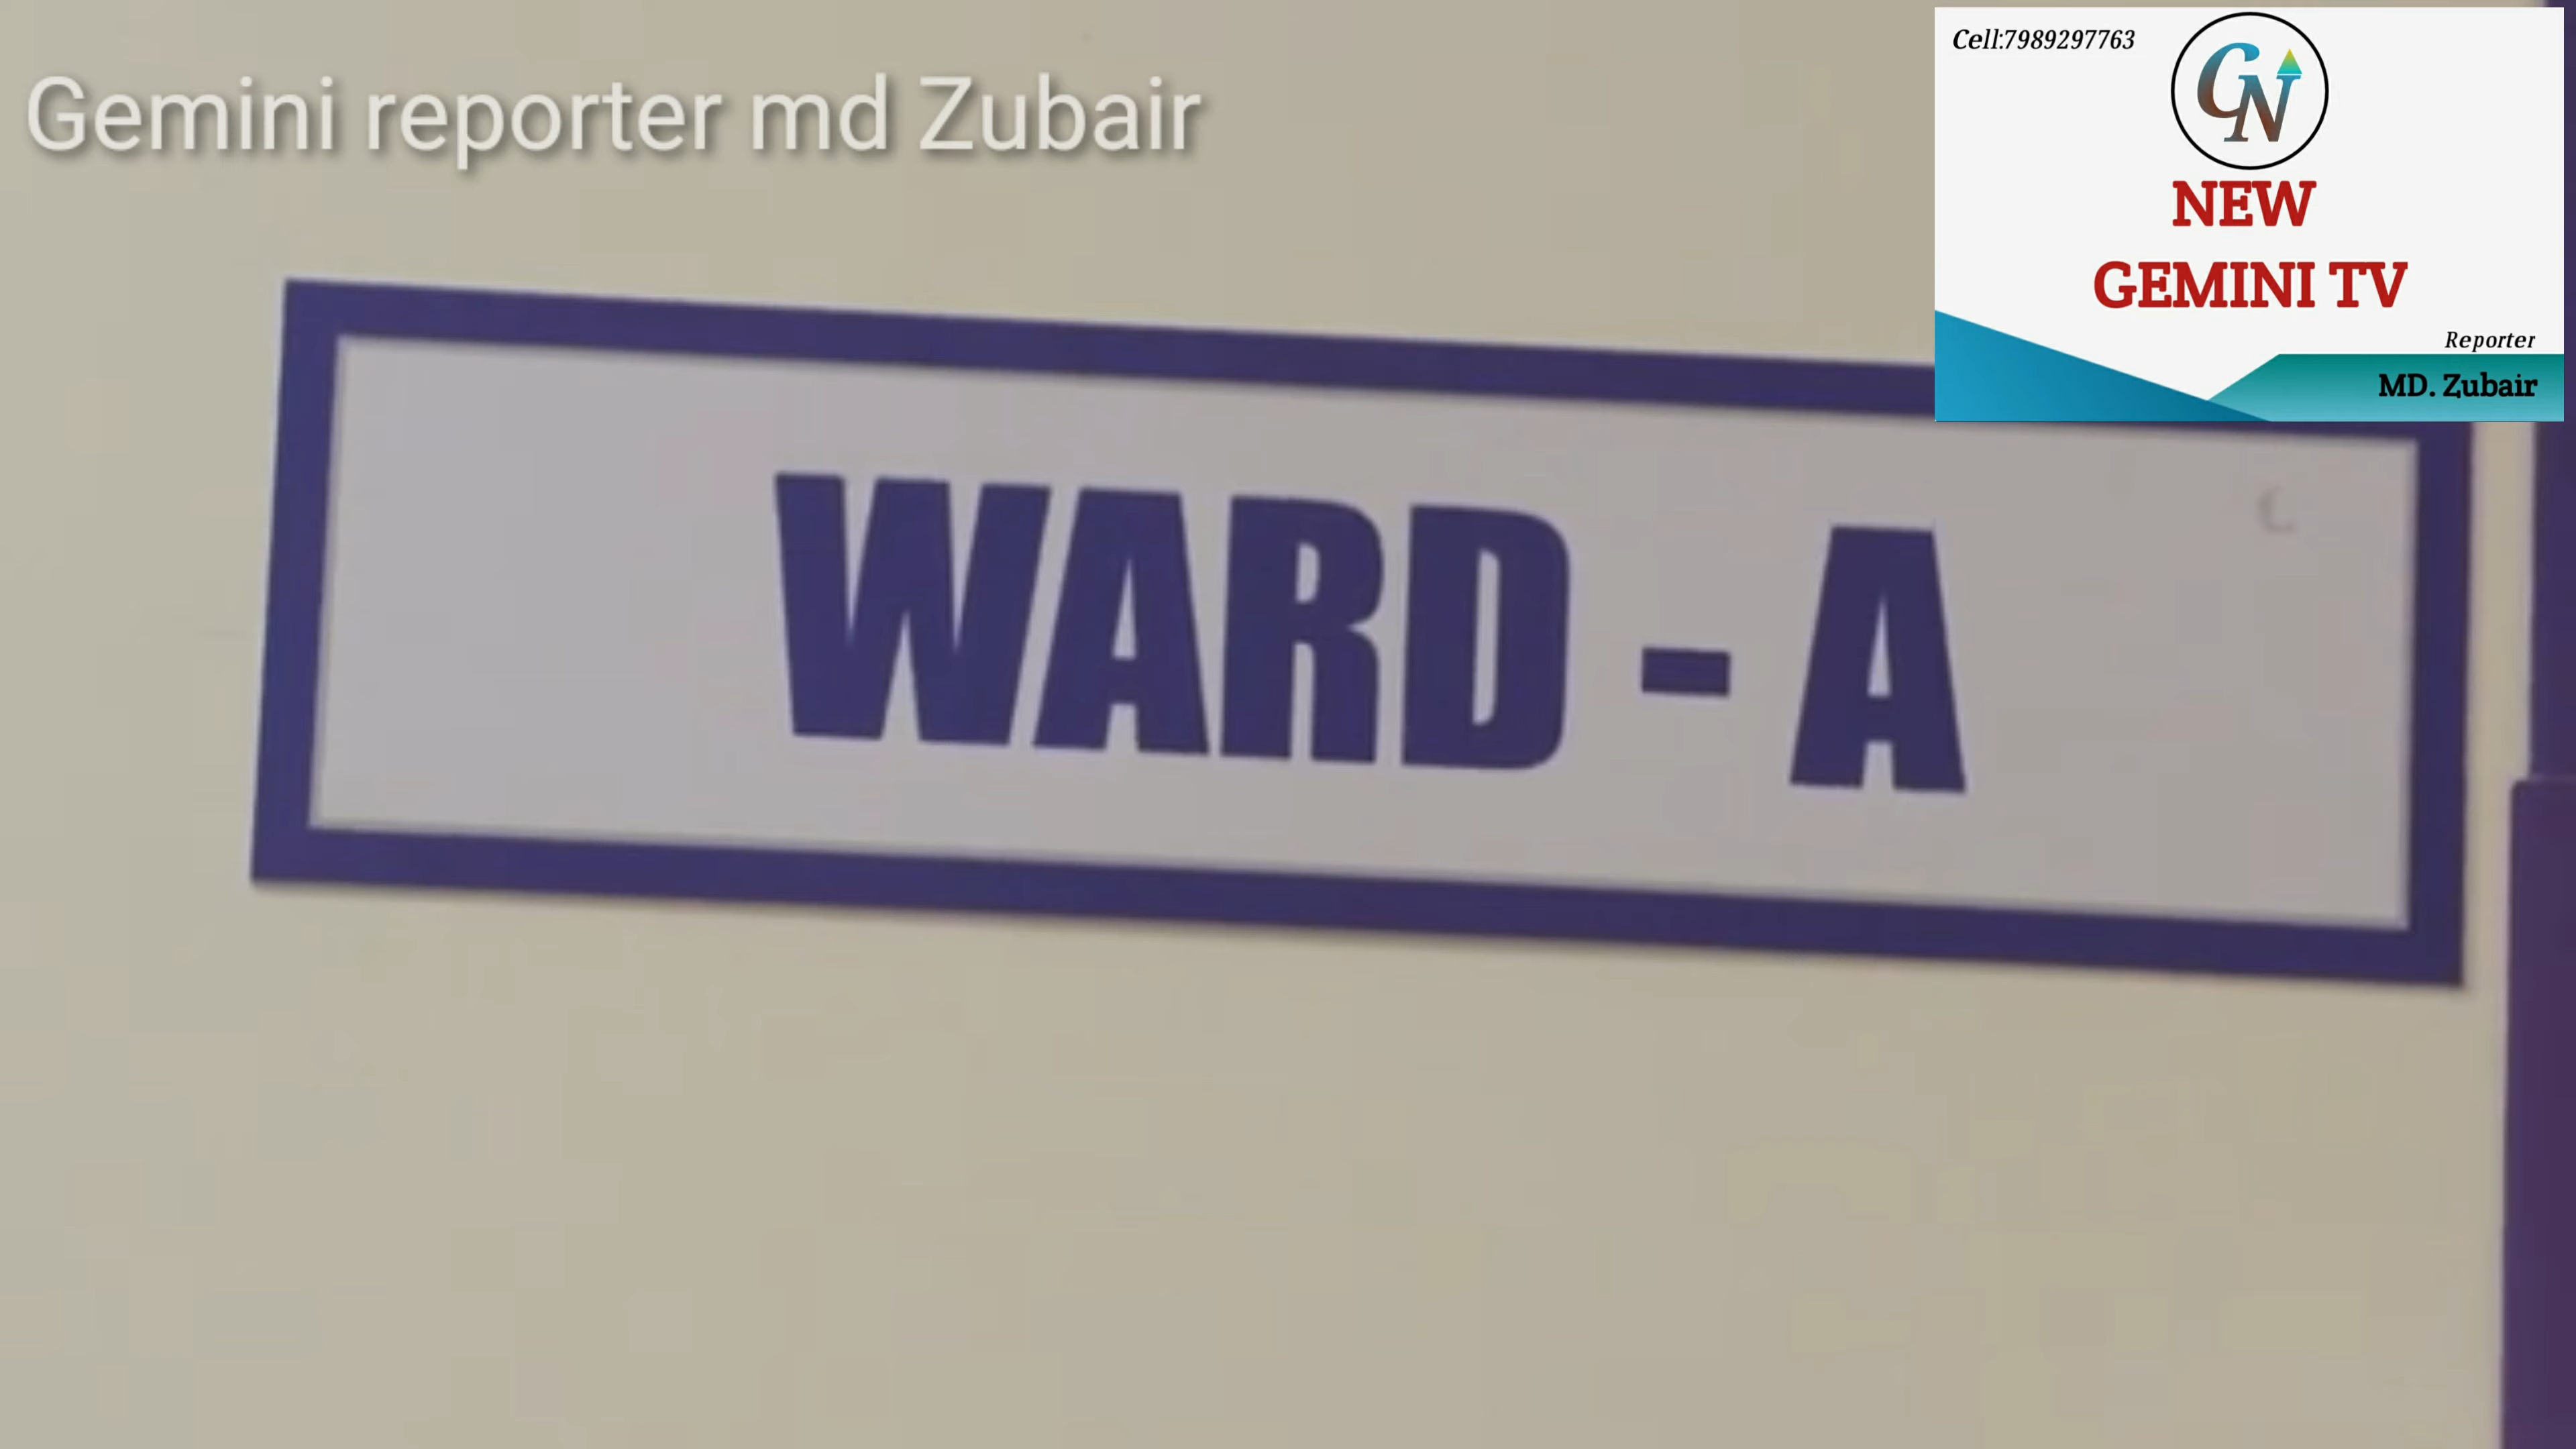 Gemini reporter md Zubair
Cell:7989297763
GN
NEW
GEMINI TV
Reporter
MD. Zubair
WARD - A